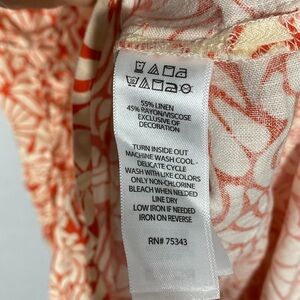 55% LINEN
45% RAYON/VISCOSE
EXCLUSIVE OF
DECORATION
TURN INSIDE OUT
MACHINE WASH COOL -
DELICATE CYCLE
WASH WITH LIKE COLORS
ONLY NON-CHLORINE
BLEACH WHEN NEEDED
LINE DRY
LOW IRON IF NEEDED
IRON ON REVERSE
RN# 75343